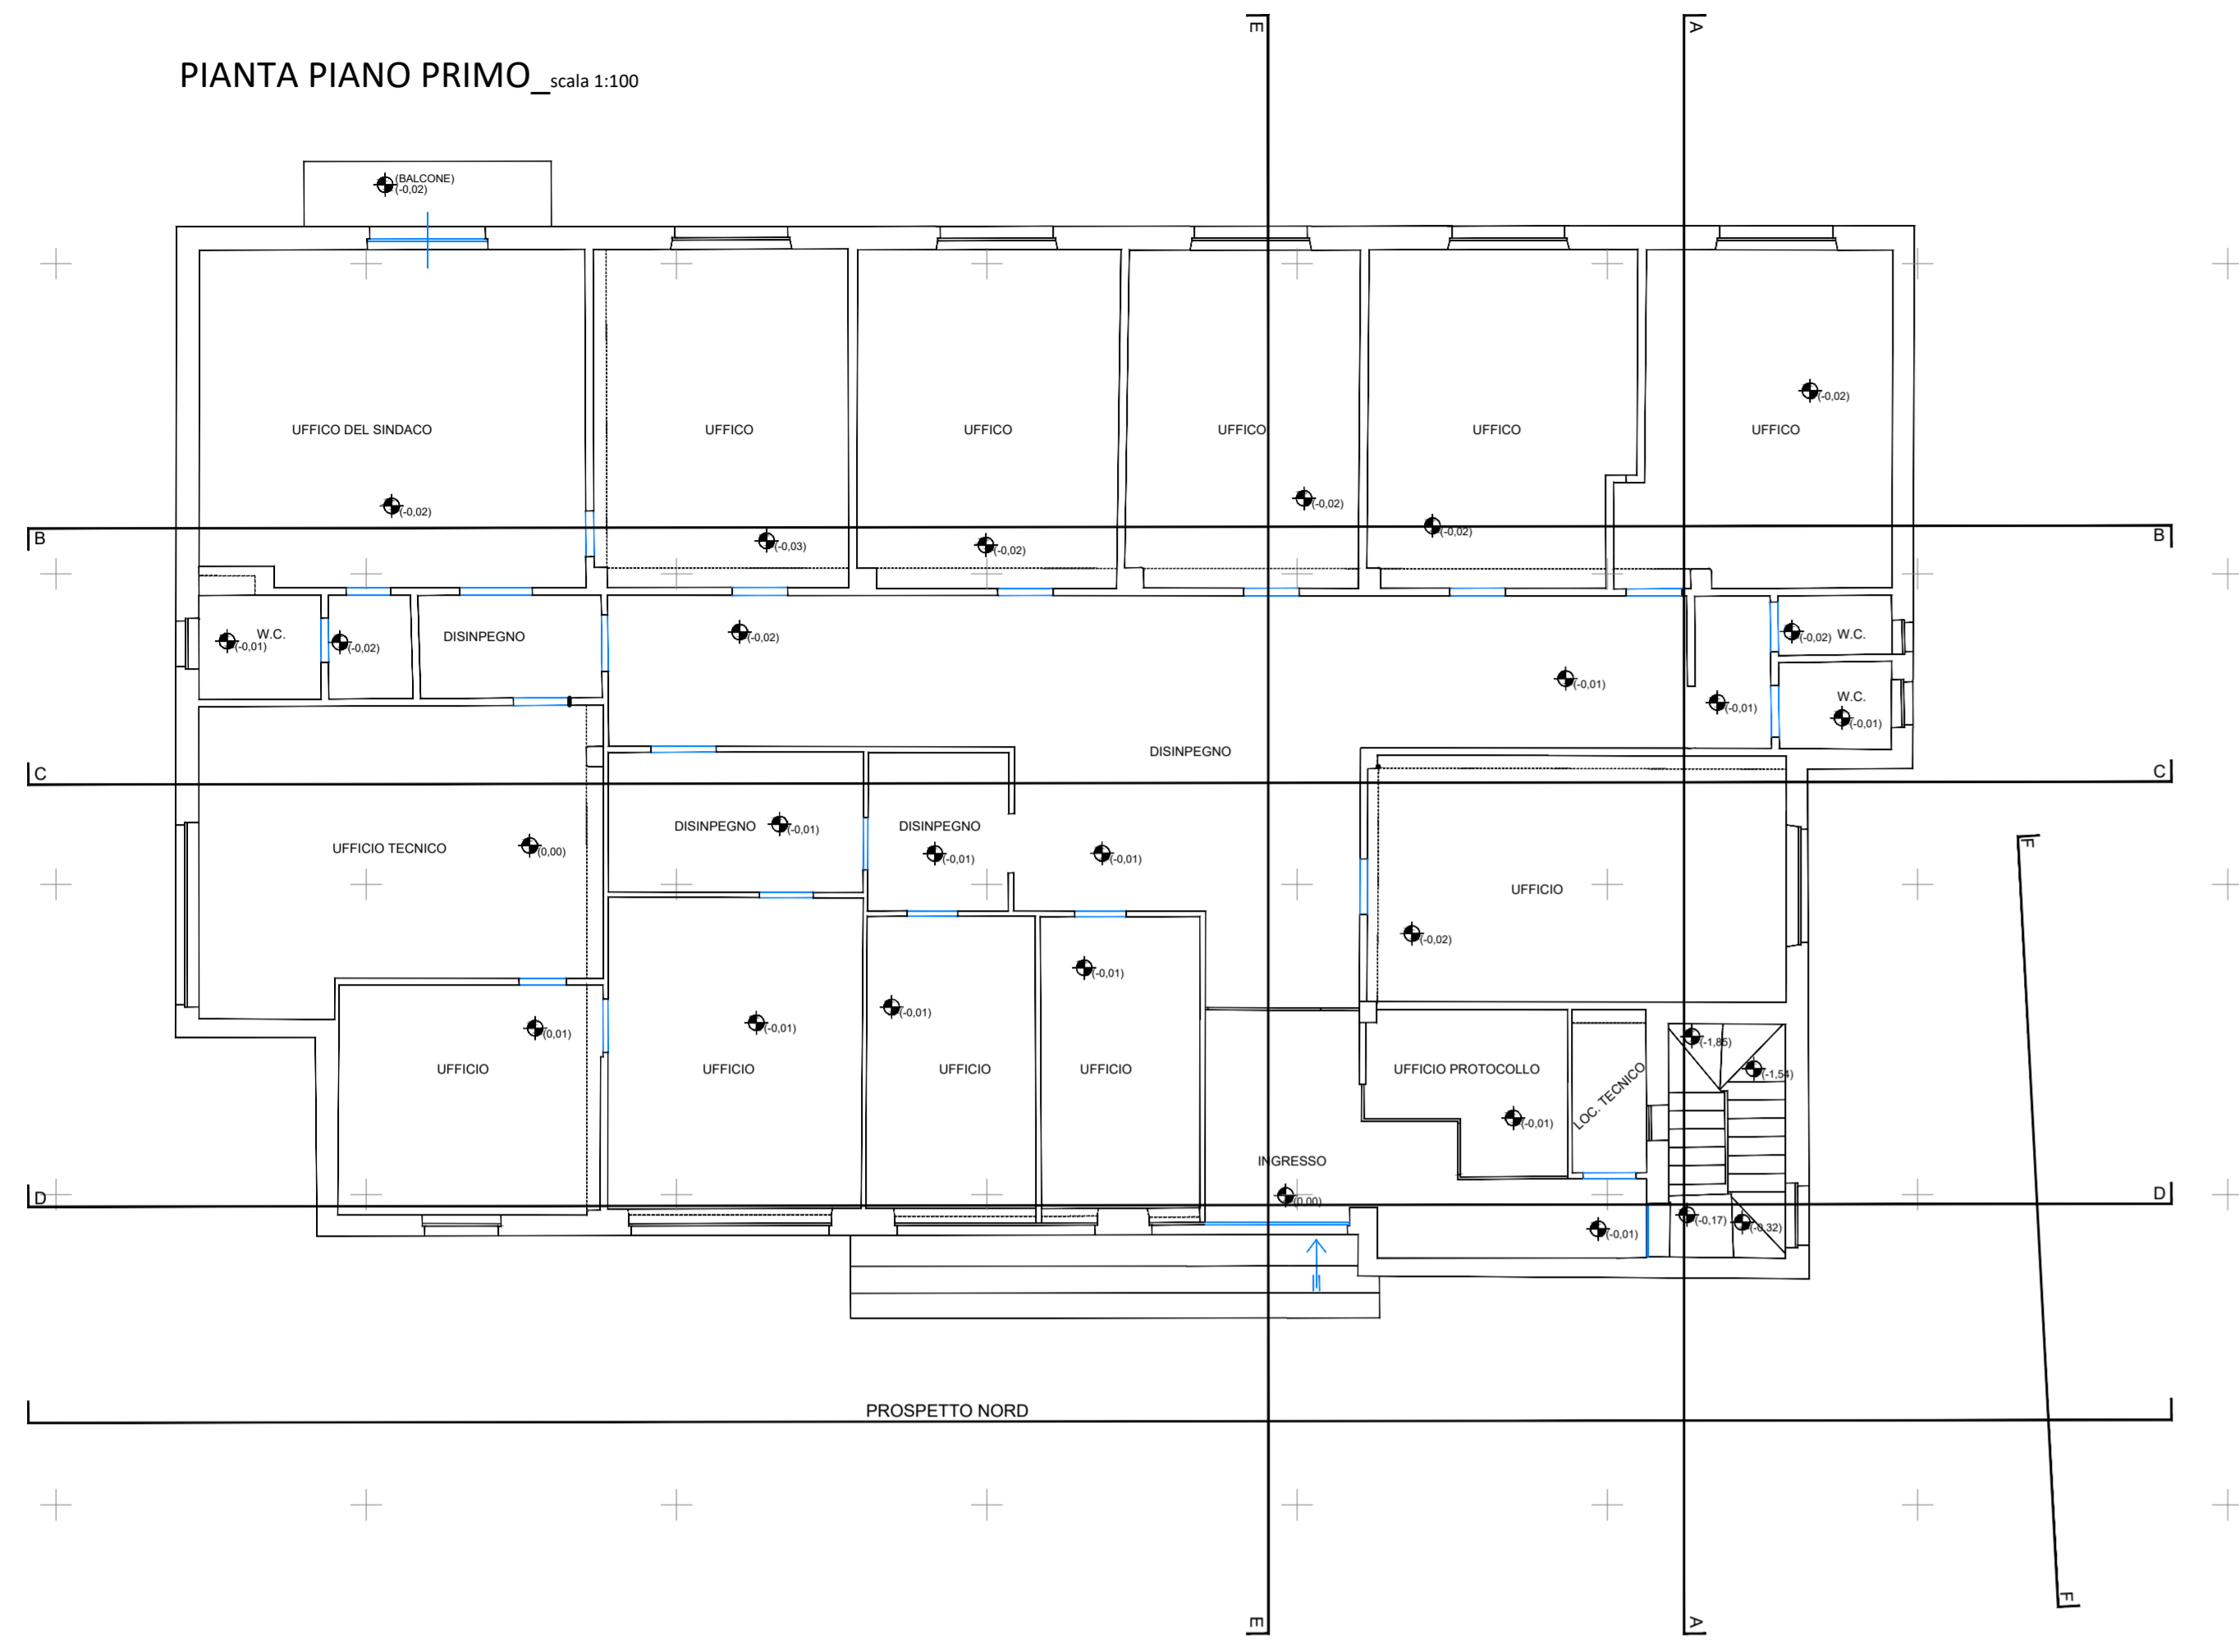 E
A
PIANTA PIANO PRIMO_scala 1:100
(BALCONE)
(-0,02)
(-0,02)
UFFICO DEL SINDACO
UFFICO
UFFICO
UFFICO
UFFICO
UFFICO
(-0,02)
(-0,02)
(-0,02)
B
B
(-0,03)
(-0,02)
W.C.
(-0,01)
(-0,02)
DISINPEGNO
(-0,02)
(-0,02)
W.C.
(-0,01)
W.C.
(-0,01)
(-0,01)
DISINPEGNO
C
C
DISINPEGNO
(-0,01)
DISINPEGNO
F
UFFICIO TECNICO
(0,00)
(-0,01)
(-0,01)
UFFICIO
(-0,02)
(-0,01)
(-0,01)
(0,01)
(-0,01)
(-1,85)
UFFICIO
UFFICIO
UFFICIO
UFFICIO
UFFICIO PROTOCOLLO
(-1,54)
LOC. TECNICO
(-0,01)
INGRESSO
D
(0,00)
D
(-0,01)
(-0,17)
(-0,32)
PROSPETTO NORD
F
E
A